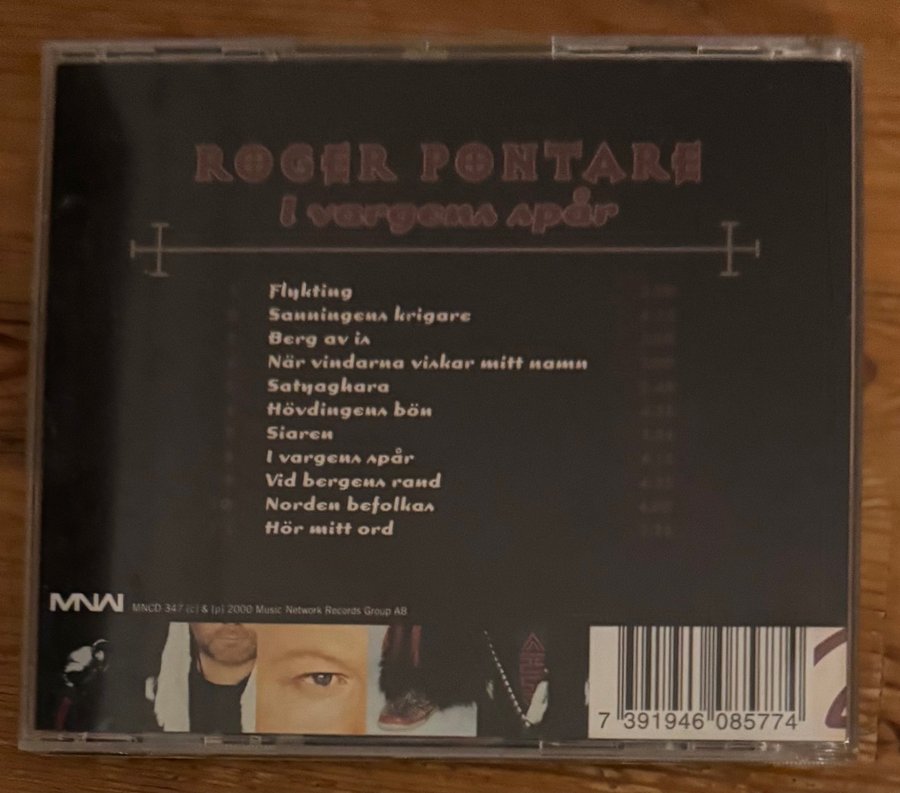 ROGER PONTARE
I vargens spår
Flykting
Sanningens krigare
Berg av is
När vindarna viskar mitt namn
Satyaghara
Hövdingens bön
Siaren
I vargens spår
Vid bergens rand
Norden befolkas
Hör mitt ord
MNW MNCD 347 (c) & (p) 2000 Music Network Records Group AB
7 391946 085774